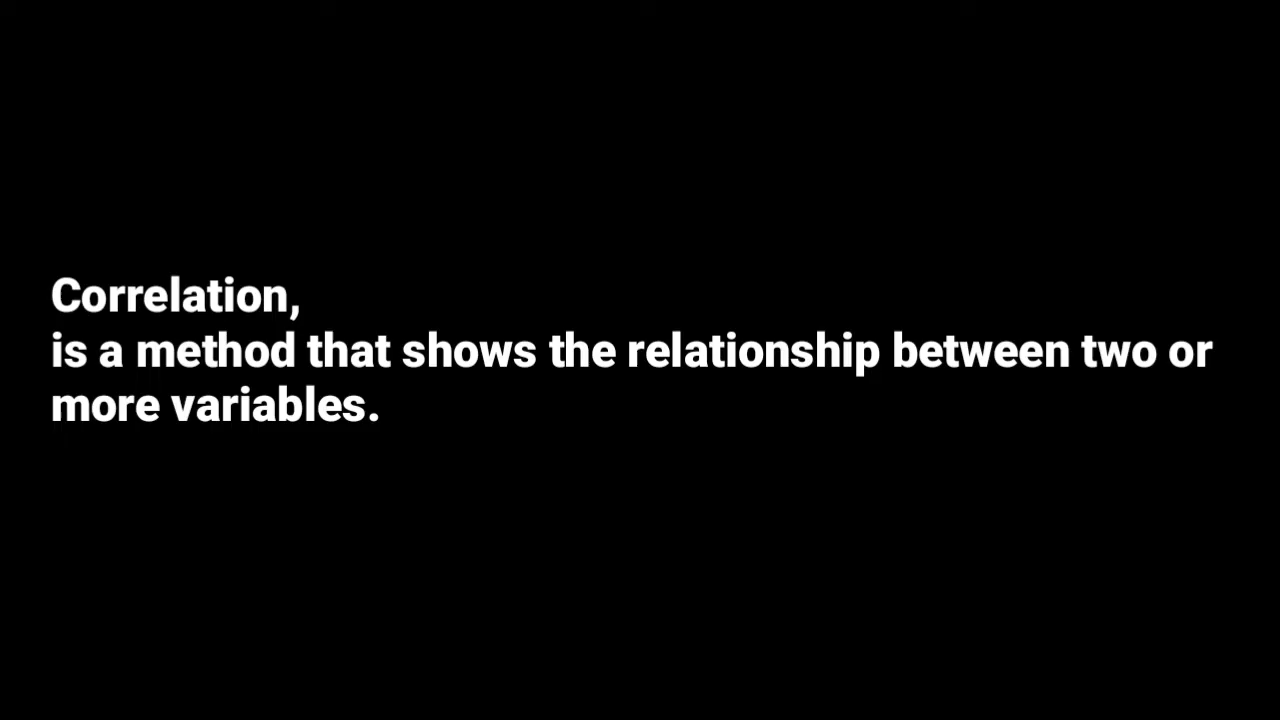 Correlation,
is a method that shows the relationship between two or
more variables.